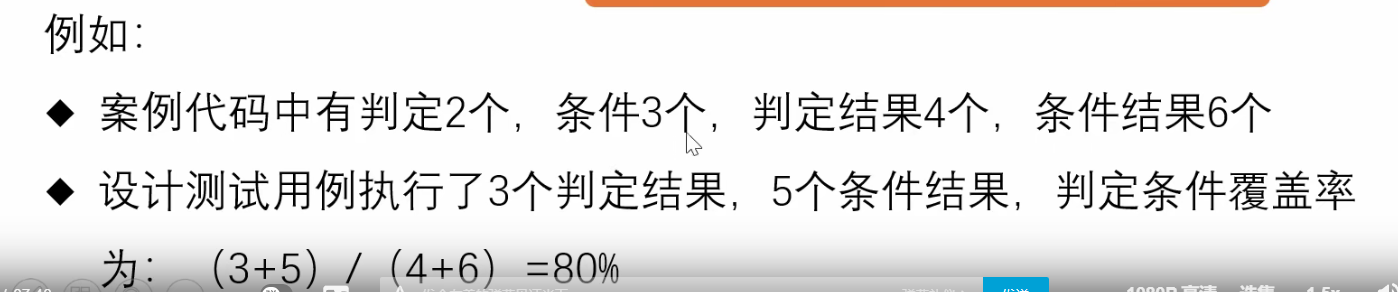 例如：
◆ 案例代码中有判定2个，条件3个，判定结果4个，条件结果6个
◆ 设计测试用例执行了3个判定结果，5个条件结果，判定条件覆盖率
为：（3+5）/（4+6）=80%
1080P 高清 选集 1.5x